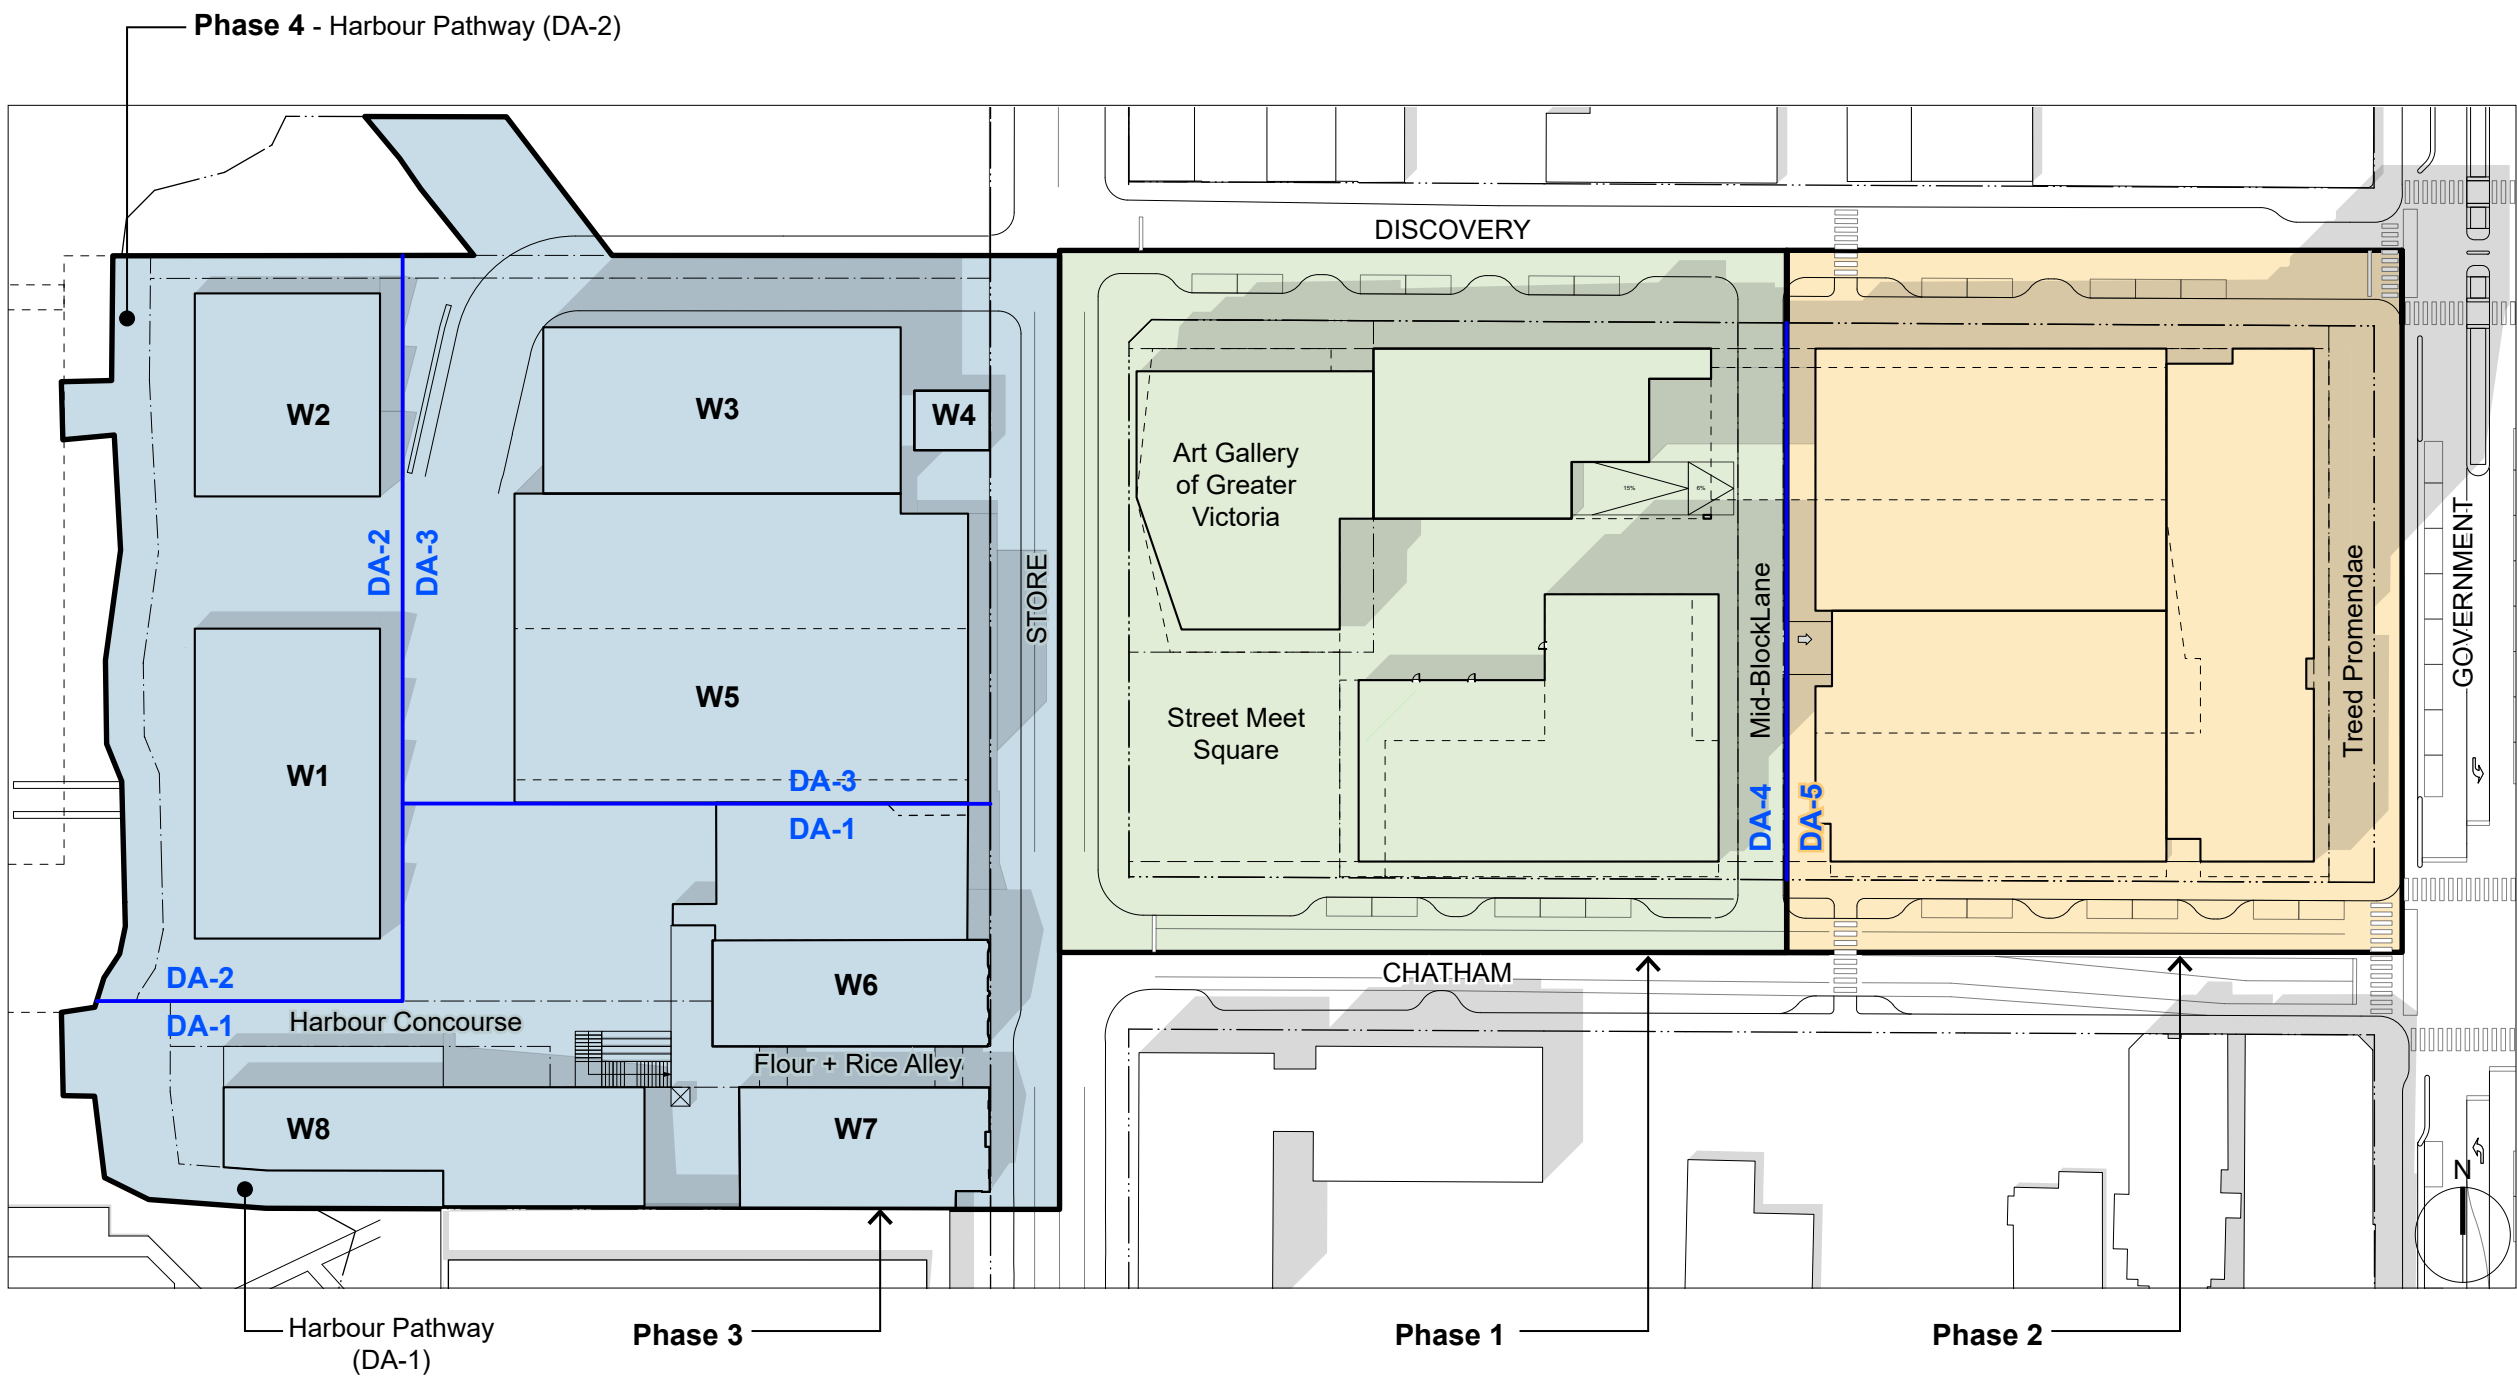 Phase 4 - Harbour Pathway (DA-2)
DISCOVERY
W2
W3
W4
Art Gallery
of Greater
Victoria
15%
6%
DA-2
DA-3
STORE
Mid-BlockLane
Treed Promendae
GOVERNMENT
W5
Street Meet
Square
W1
DA-3
DA-1
DA-4
DA-5
DA-2
DA-1
Harbour Concourse
W6
CHATHAM
Flour + Rice Alley
W8
W7
N
Harbour Pathway
(DA-1)
Phase 3
Phase 1
Phase 2